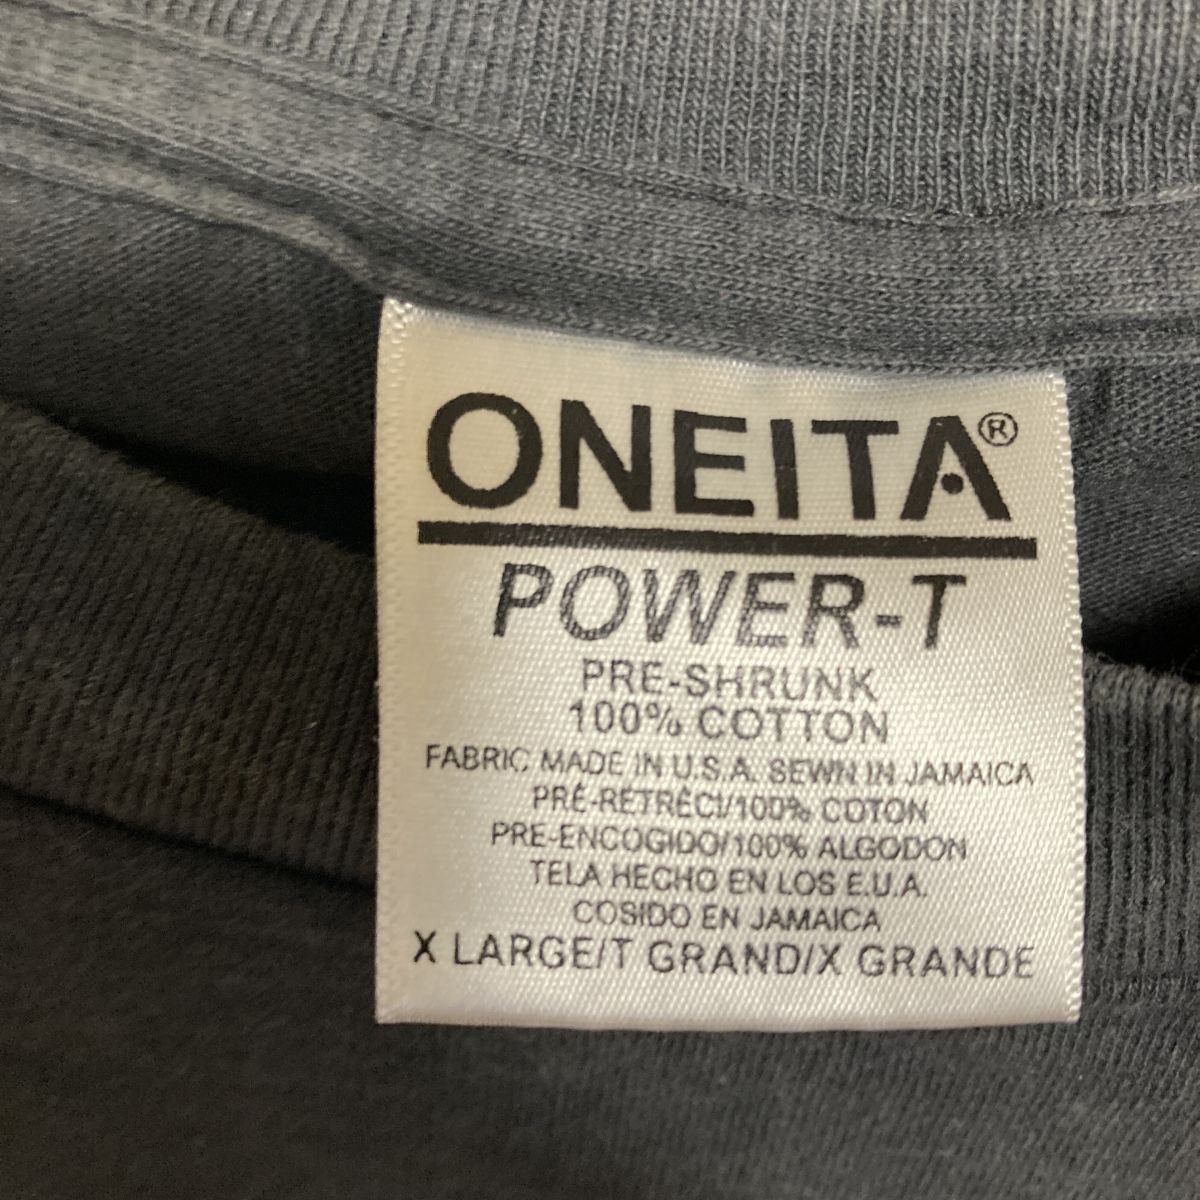 ONEITA®
POWER-T
PRE-SHRUNK
100% COTTON
FABRIC MADE IN U.S.A. SEWN IN JAMAICA
PRÉ-RETRÉCI/100% COTON
PRE-ENCOGIDO/100% ALGODON
TELA HECHO EN LOS E.U.A.
COSIDO EN JAMAICA
X LARGE/T GRAND/X GRANDE